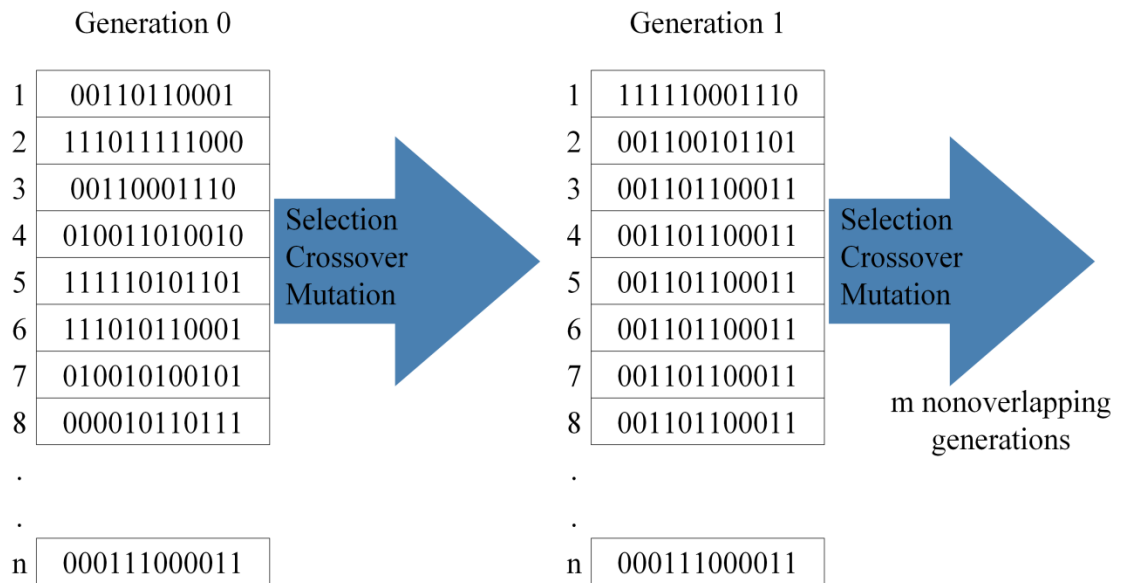 Generation 0
1 00110110001
2 111011111000
3 00110001110
4 010011010010
5 111110101101
6 111010110001
7 010010100101
8 000010110111
.
.
n 000111000011
Selection
Crossover
Mutation
Generation 1
1 111110001110
2 001100101101
3 001101100011
4 001101100011
5 001101100011
6 001101100011
7 001101100011
8 001101100011
.
.
n 000111000011
Selection
Crossover
Mutation
m nonoverlapping
generations